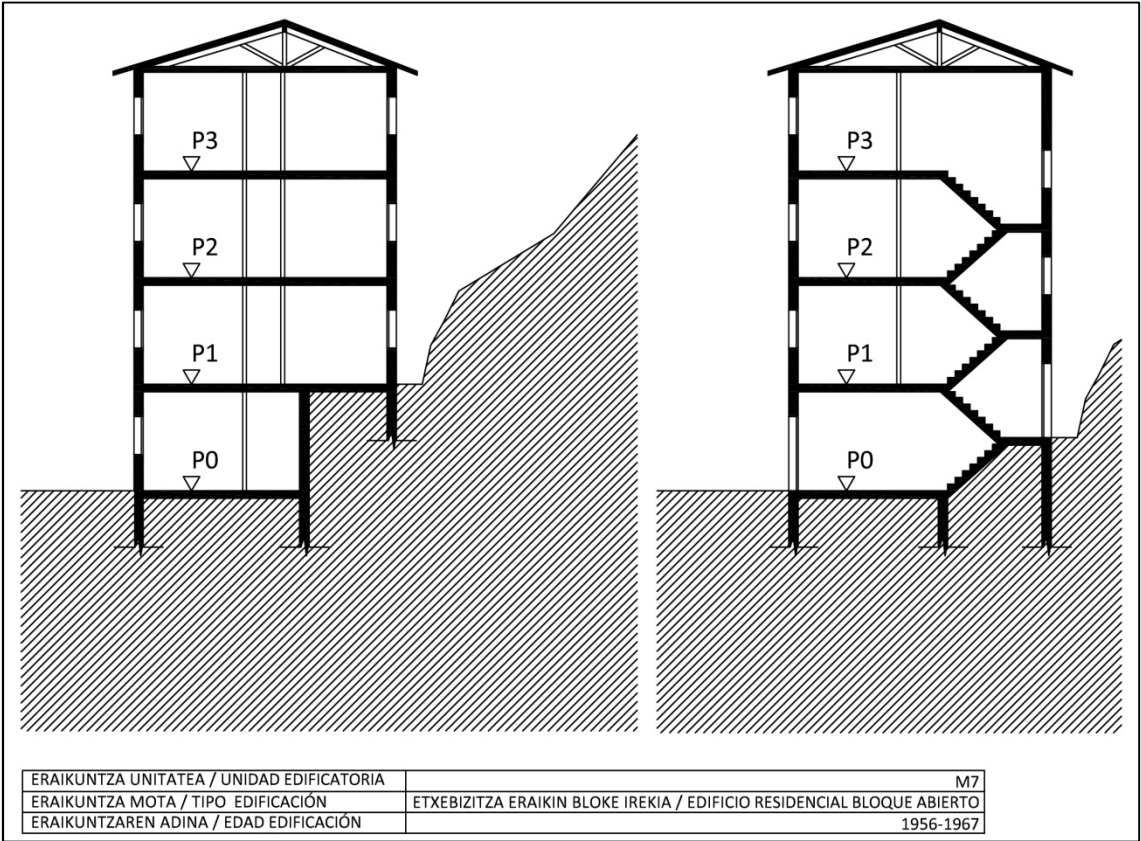 P3
P2
P1
P0
P3
P2
P1
P0
ERAIKUNTZA UNITATEA / UNIDAD EDIFICATORIA M7
ERAIKUNTZA MOTA / TIPO EDIFICACIÓN ETXEBIZITZA ERAIKIN BLOKE IREKIA / EDIFICIO RESIDENCIAL BLOQUE ABIERTO
ERAIKUNTZAREN ADINA / EDAD EDIFICACIÓN 1956-1967